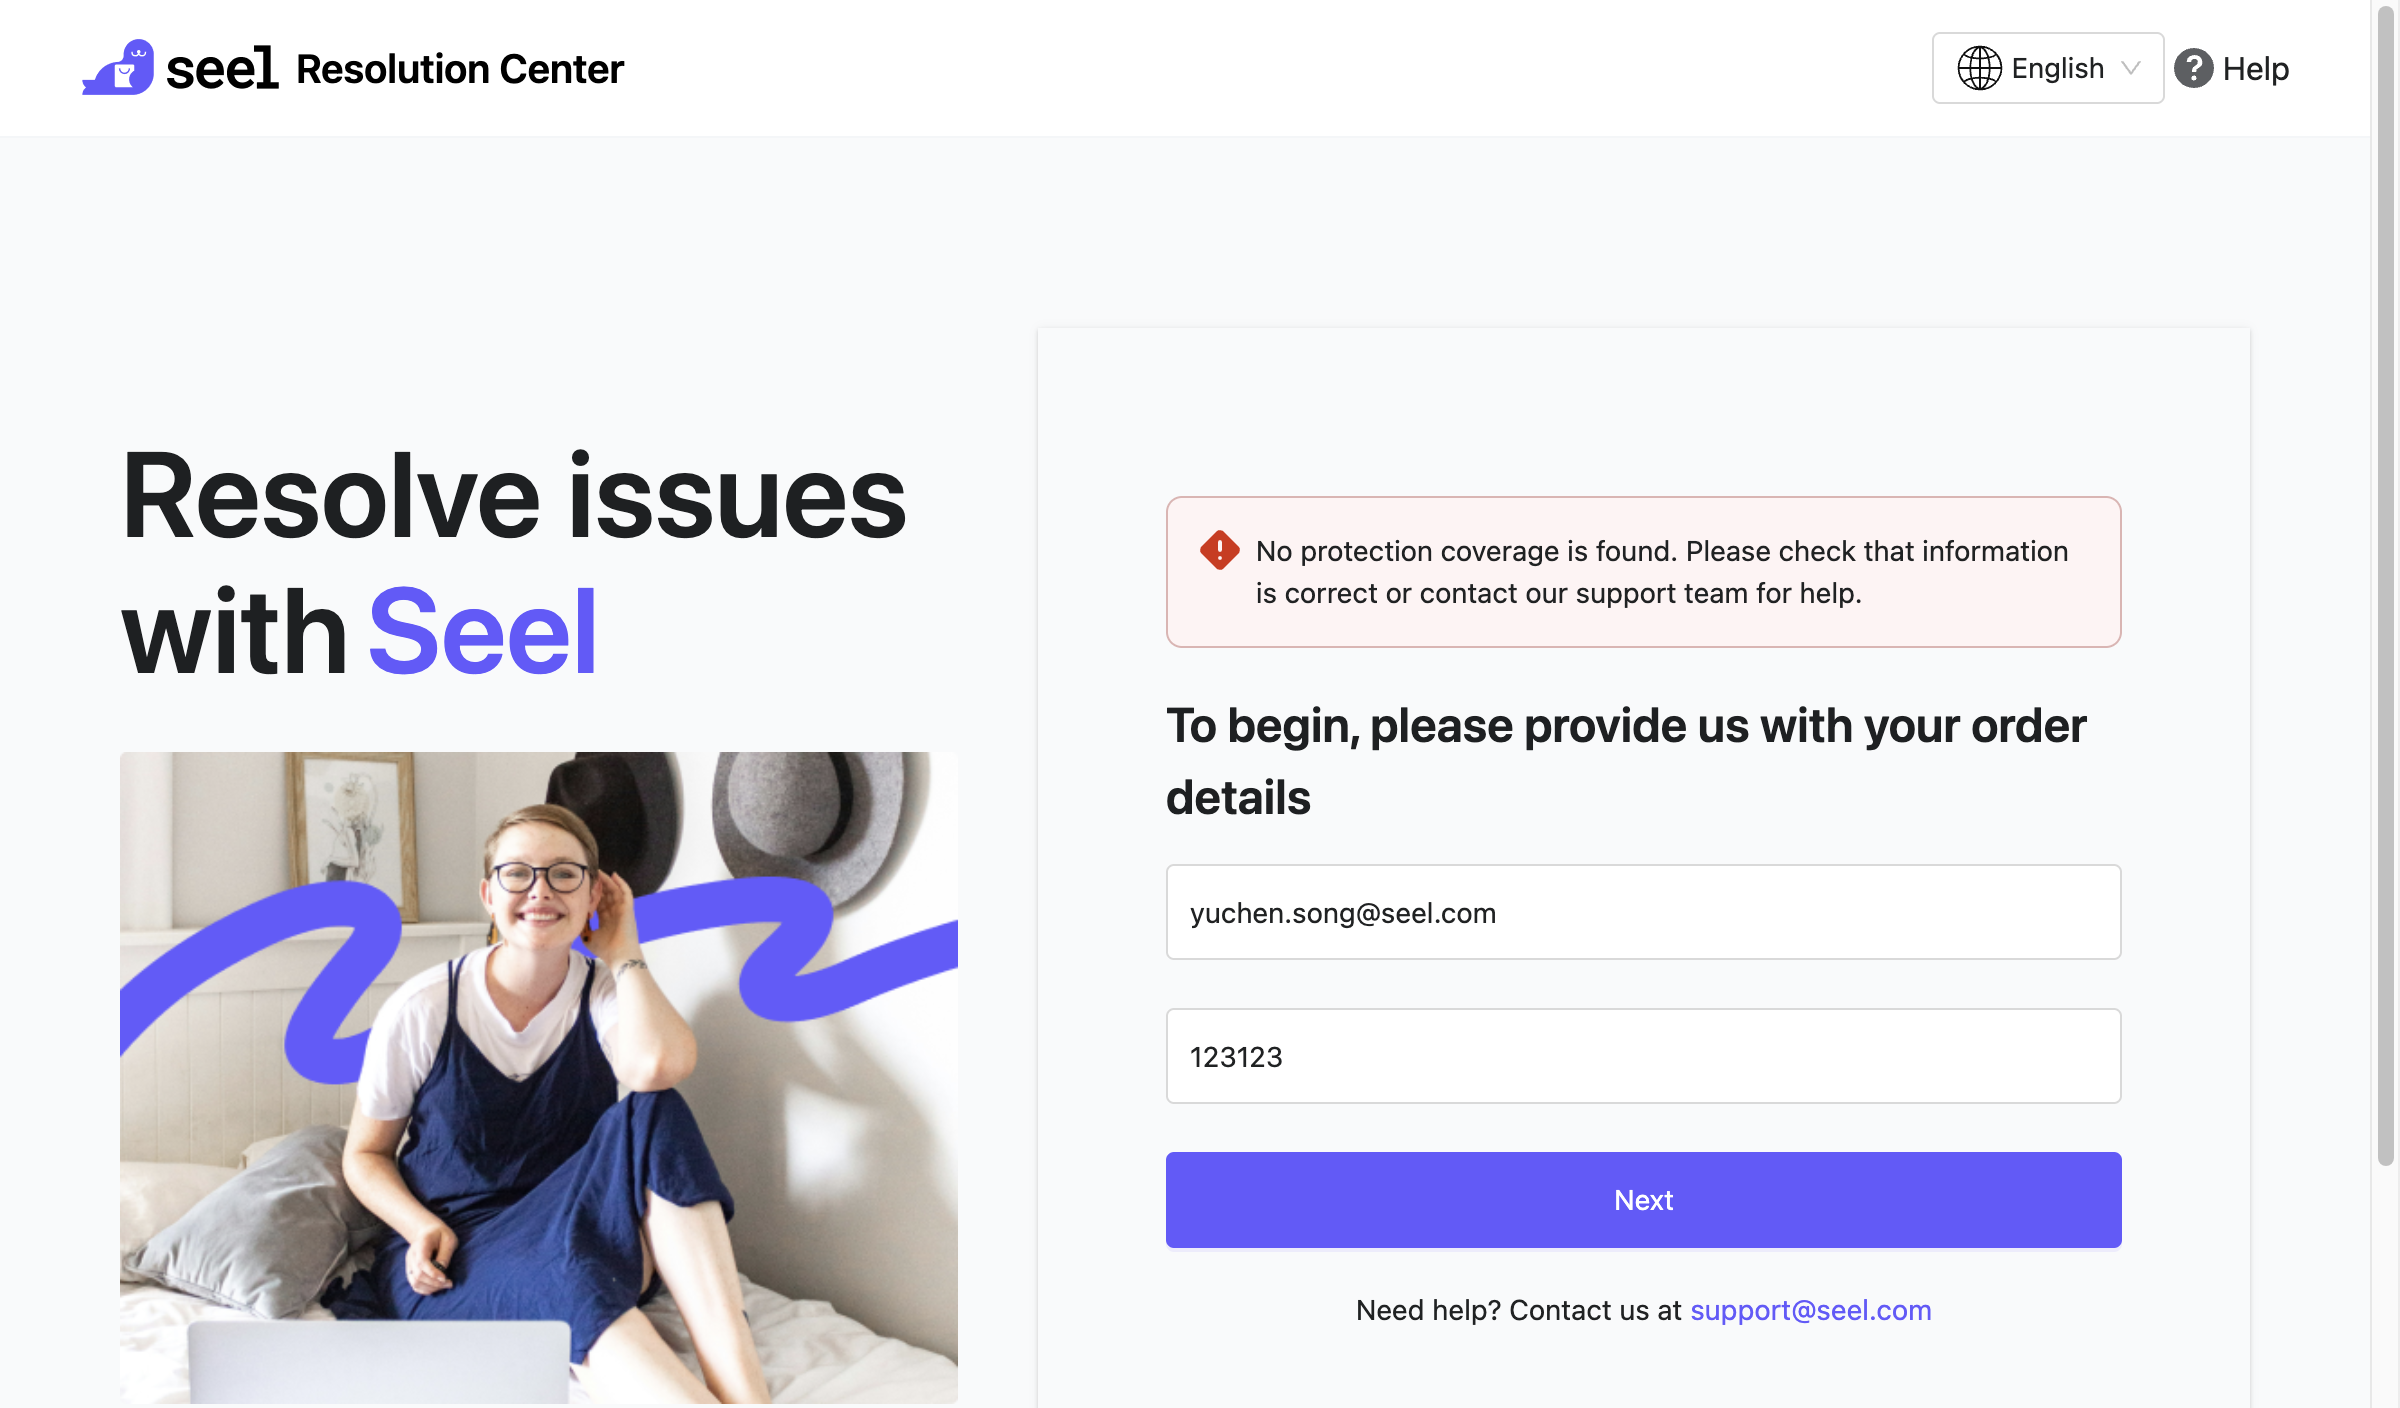 seel Resolution Center
English
Help
Resolve issues
with Seel
No protection coverage is found. Please check that information
is correct or contact our support team for help.
To begin, please provide us with your order
details
yuchen.song@seel.com
123123
Next
Need help? Contact us at support@seel.com